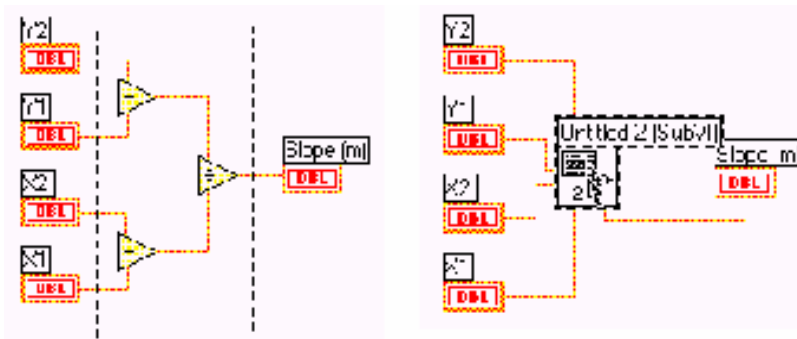 Y2
DBL
Y1
DBL
X2
DBL
X1
DBL
Slope (m)
DBL
Y2
DBL
Y1
DBL
X2
DBL
X1
DBL
Untitled 2 (SubVI)
2
Slope m
DBL